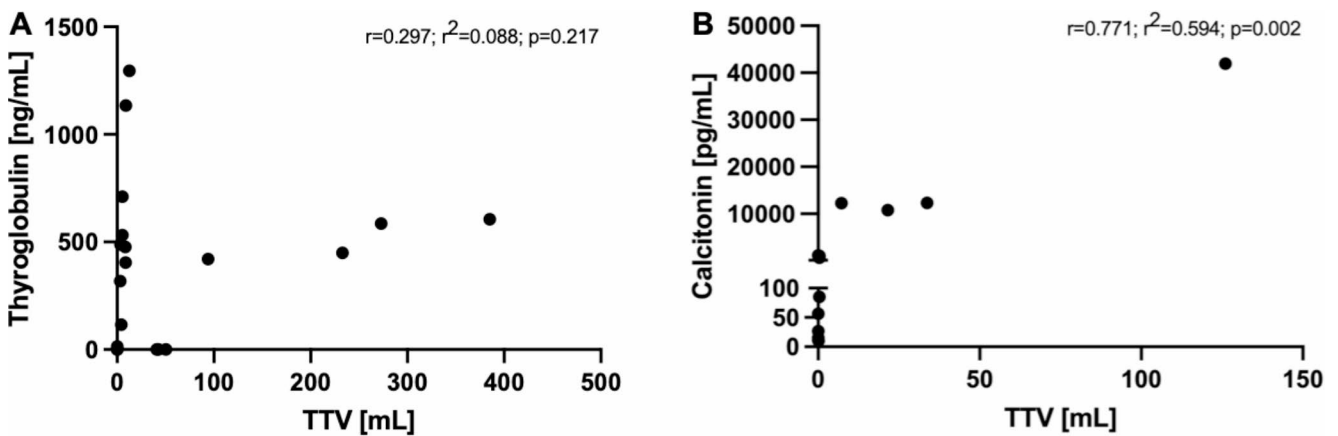 A
r=0.297; r2=0.088; p=0.217
1500
1000
500
0
Thyroglobulin [ng/mL]
0 100 200 300 400 500
TTV [mL]
B
r=0.771; r2=0.594; p=0.002
50000
40000
30000
20000
10000
100
50
0
Calcitonin [pg/mL]
0 50 100 150
TTV [mL]